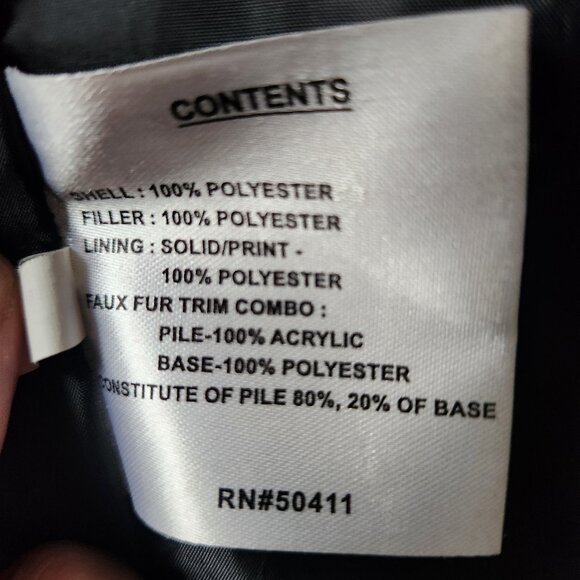 CONTENTS
SHELL : 100% POLYESTER
FILLER : 100% POLYESTER
LINING : SOLID/PRINT -
100% POLYESTER
FAUX FUR TRIM COMBO :
PILE-100% ACRYLIC
BASE-100% POLYESTER
CONSTITUTE OF PILE 80%, 20% OF BASE
RN#50411